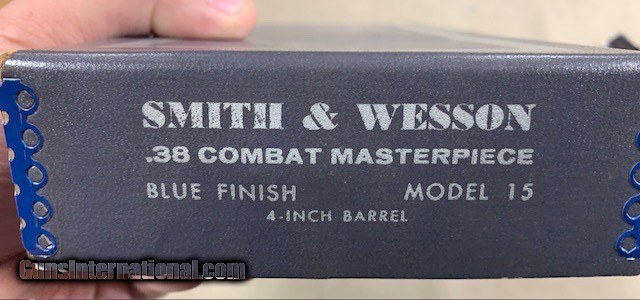 SMITH & WESSON
.38 COMBAT MASTERPIECE
BLUE FINISH MODEL 15
4-INCH BARREL
GunsInternational.com